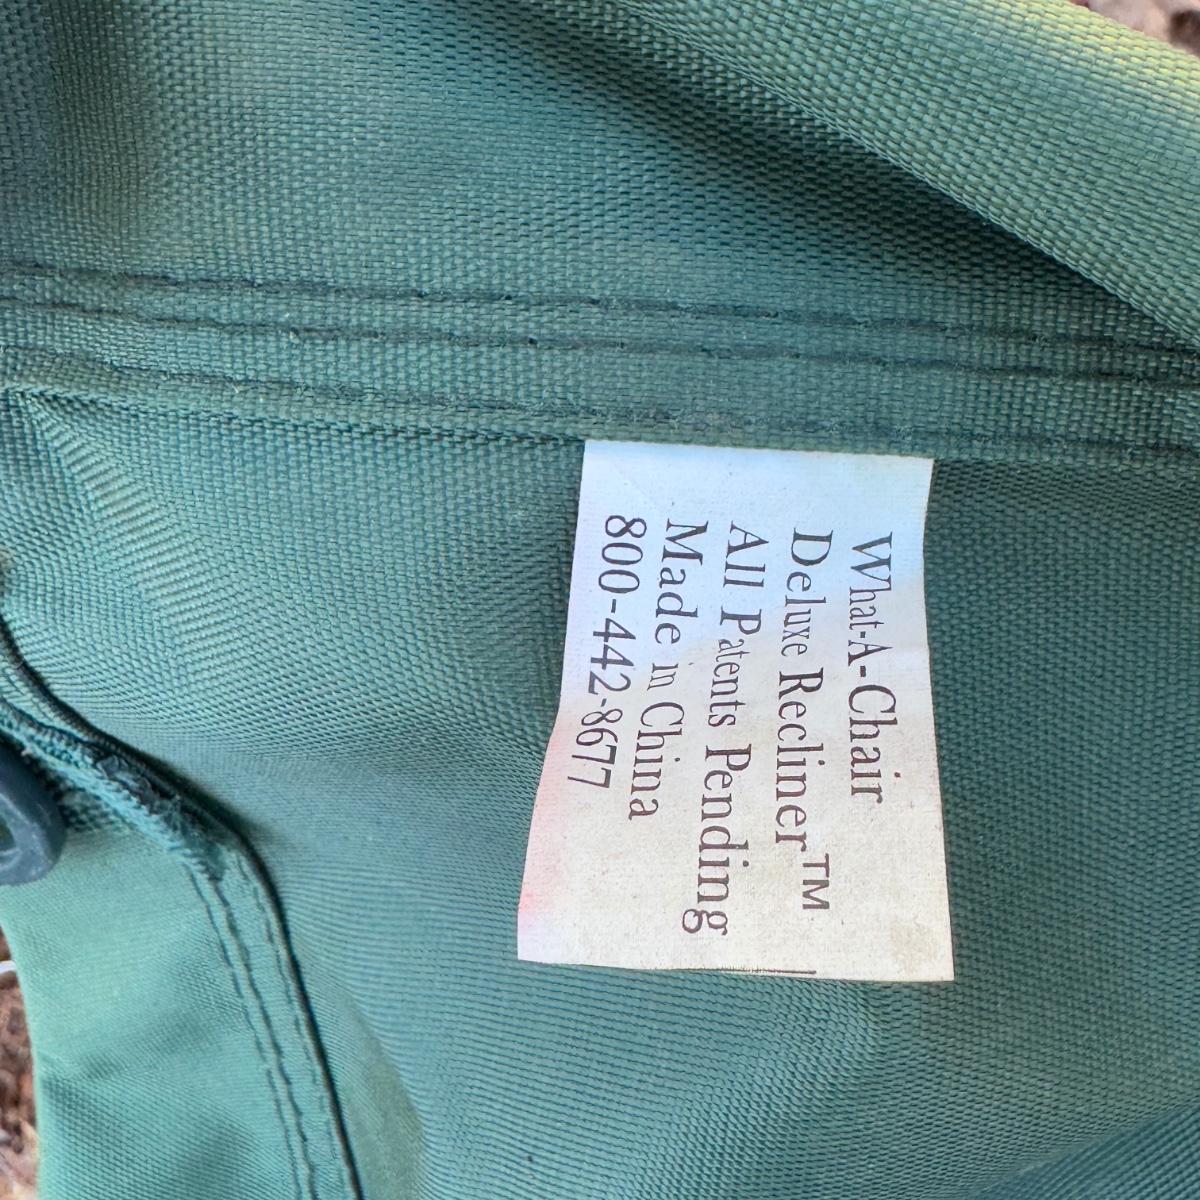 What-A-Chair
Deluxe Recliner™
All Patents Pending
Made in China
800-442-8677